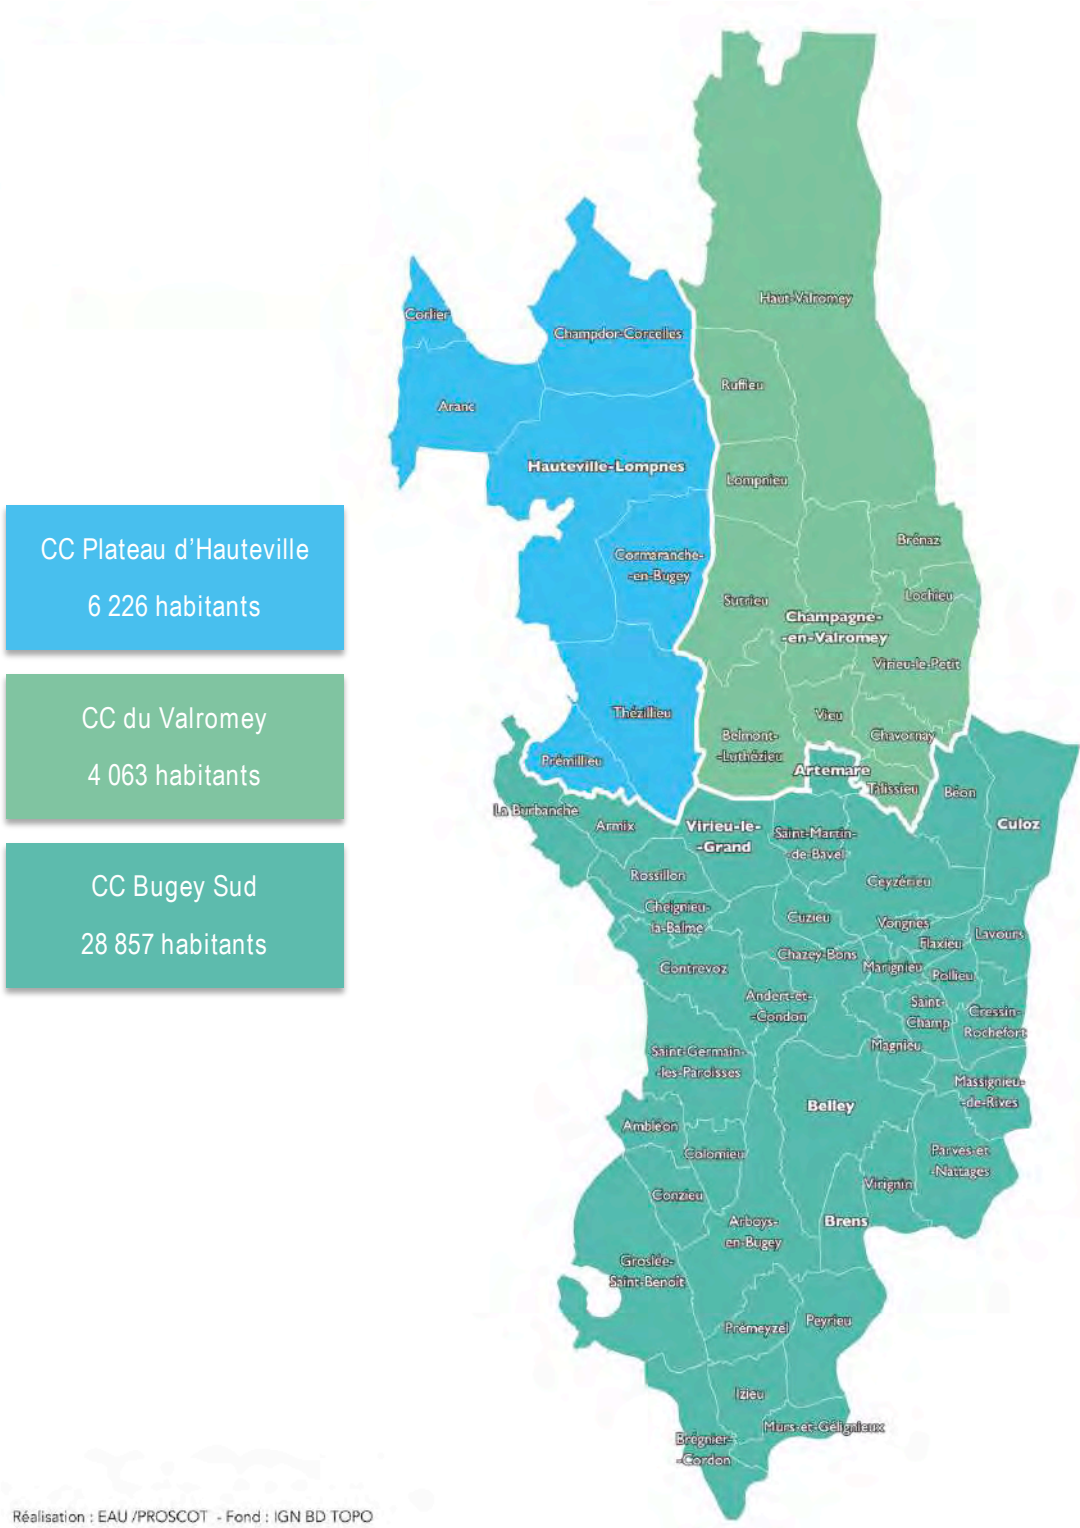 Haut-Valromey
Corlier
Champdor-Corcelles
Ruffieu
Aranc
Hauteville-Lompnes
Lompnieu
CC Plateau d’Hauteville
6 226 habitants
Cormaranche-
-en-Bugey
Brénaz
Lochieu
Sutrieu
Champagne-
-en-Valromey
Virieu-le-Petit
CC du Valromey
4 063 habitants
Thézillieu
Vieu
Belmont-
-Luthézieu
Chavornay
Prémillieu
Artemare
Talissieu
Béon
La Burbanche
Armix
Virieu-le-
-Grand
Saint-Martin-
-de-Bavel
Culoz
CC Bugey Sud
28 857 habitants
Rossillon
Ceyzérieu
Cheignieu-
-la-Balme
Cuzieu
Vongnes
Flaxieu
Lavours
Contrevoz
Chazey-Bons
Marignieu
Pollieu
Andert-et-
-Condon
Saint-
Champ
Cressin-
Rochefort
Saint-Germain-
-les-Paroisses
Magnieu
Massignieu-
-de-Rives
Belley
Ambléon
Colomieu
Parves-et
-Nattages
Conzieu
Virignin
Arboys-
en-Bugey
Brens
Groslée-
Saint-Benoit
Prémeyzel
Peyrieu
Izieu
Murs-et-Gélignieux
Brégnier-
-Cordon
Réalisation : EAU /PROSCOT - Fond : IGN BD TOPO